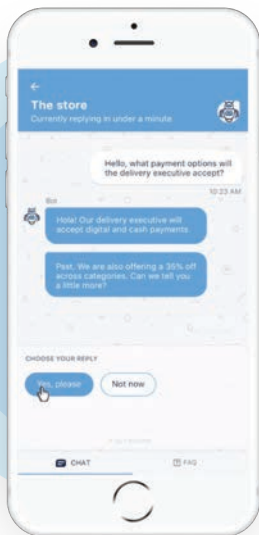 The store
Currently replying in under a minute
Hello, what payment options will
the delivery executive accept?
10:23 AM
Bot
Hola! Our delivery executive will
accept digital and cash payments
Psst, We are also offering a 35% off
across categories. Can we tell you
a little more?
CHOOSE YOUR REPLY
Yes, please
Not now
CHAT
FAQ